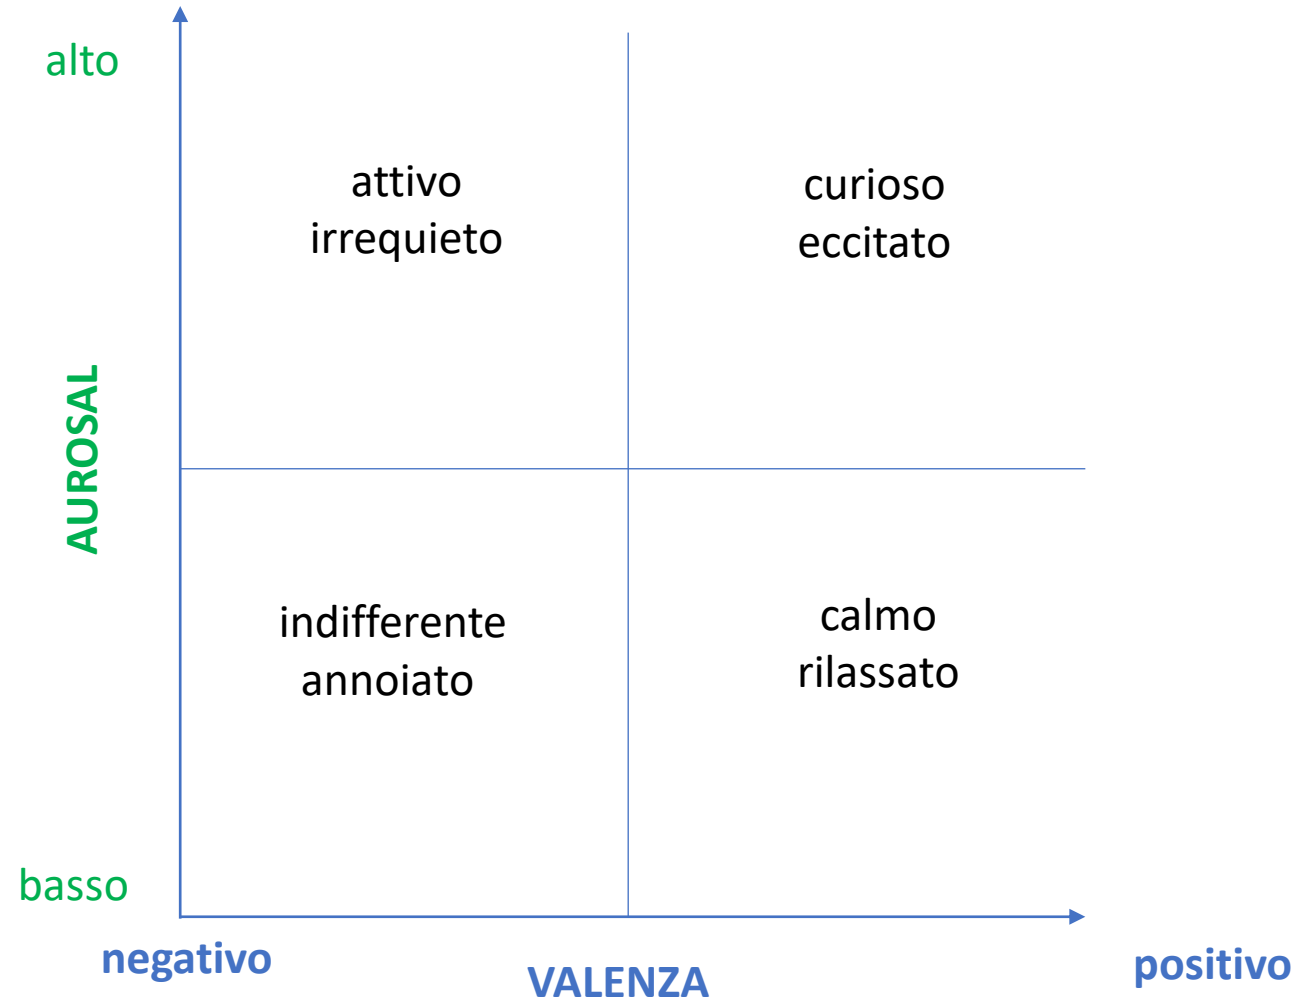 alto
attivo
irrequieto
curioso
eccitato
AUROSAL
indifferente
annoiato
calmo
rilassato
basso
negativo
VALENZA
positivo